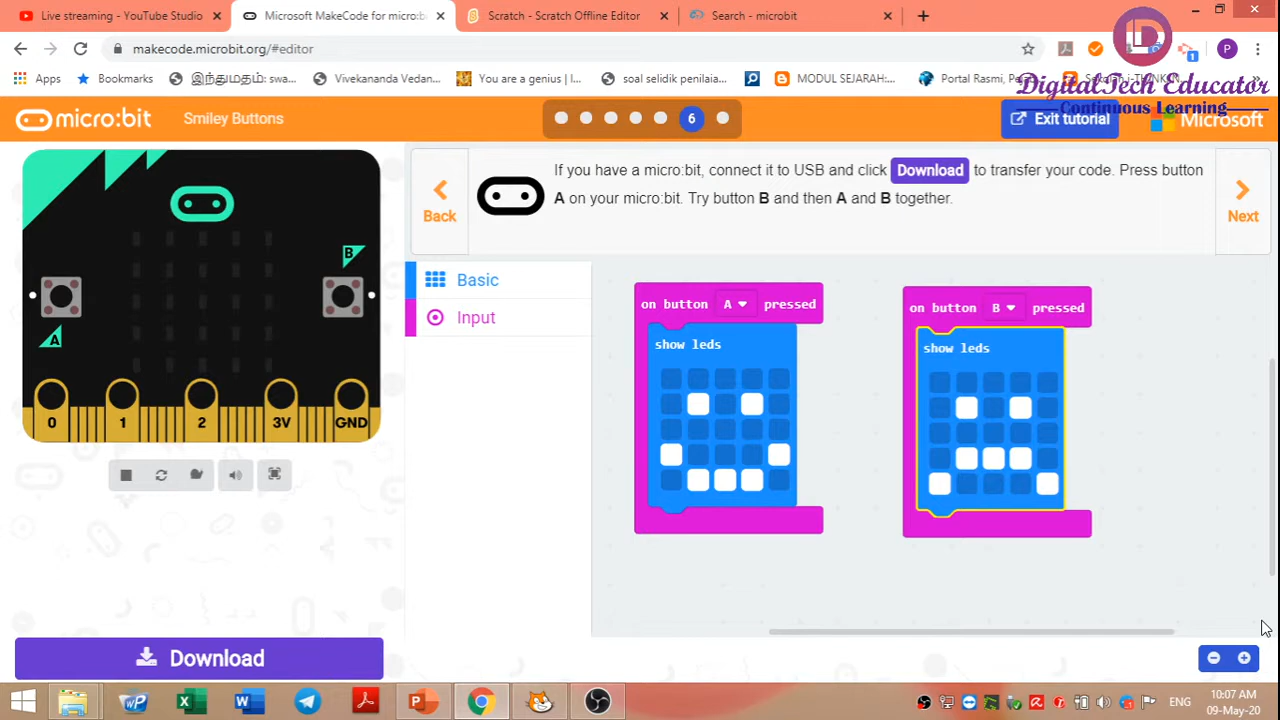 Live streaming - YouTube Studio
Microsoft MakeCode for micro:b
Scratch - Scratch Offline Editor
Search - microbit
makecode.microbit.org/#editor
P
1
Apps
Bookmarks
இந்துமதம்: swa...
Vivekananda Vedan...
You are a genius | I...
soal selidik penilaia...
MODUL SEJARAH:...
Portal Rasmi,
DigitalTech Educator
Continuous Learning
micro:bit
Smiley Buttons
6
Exit tutorial
Microsoft
Back
If you have a micro:bit, connect it to USB and click Download to transfer your code. Press button
A on your micro:bit. Try button B and then A and B together.
Next
B
A
0
1
2
3V
GND
Basic
Input
on button A pressed
show leds
on button B pressed
show leds
Download
ENG
10:07 AM
09-May-20